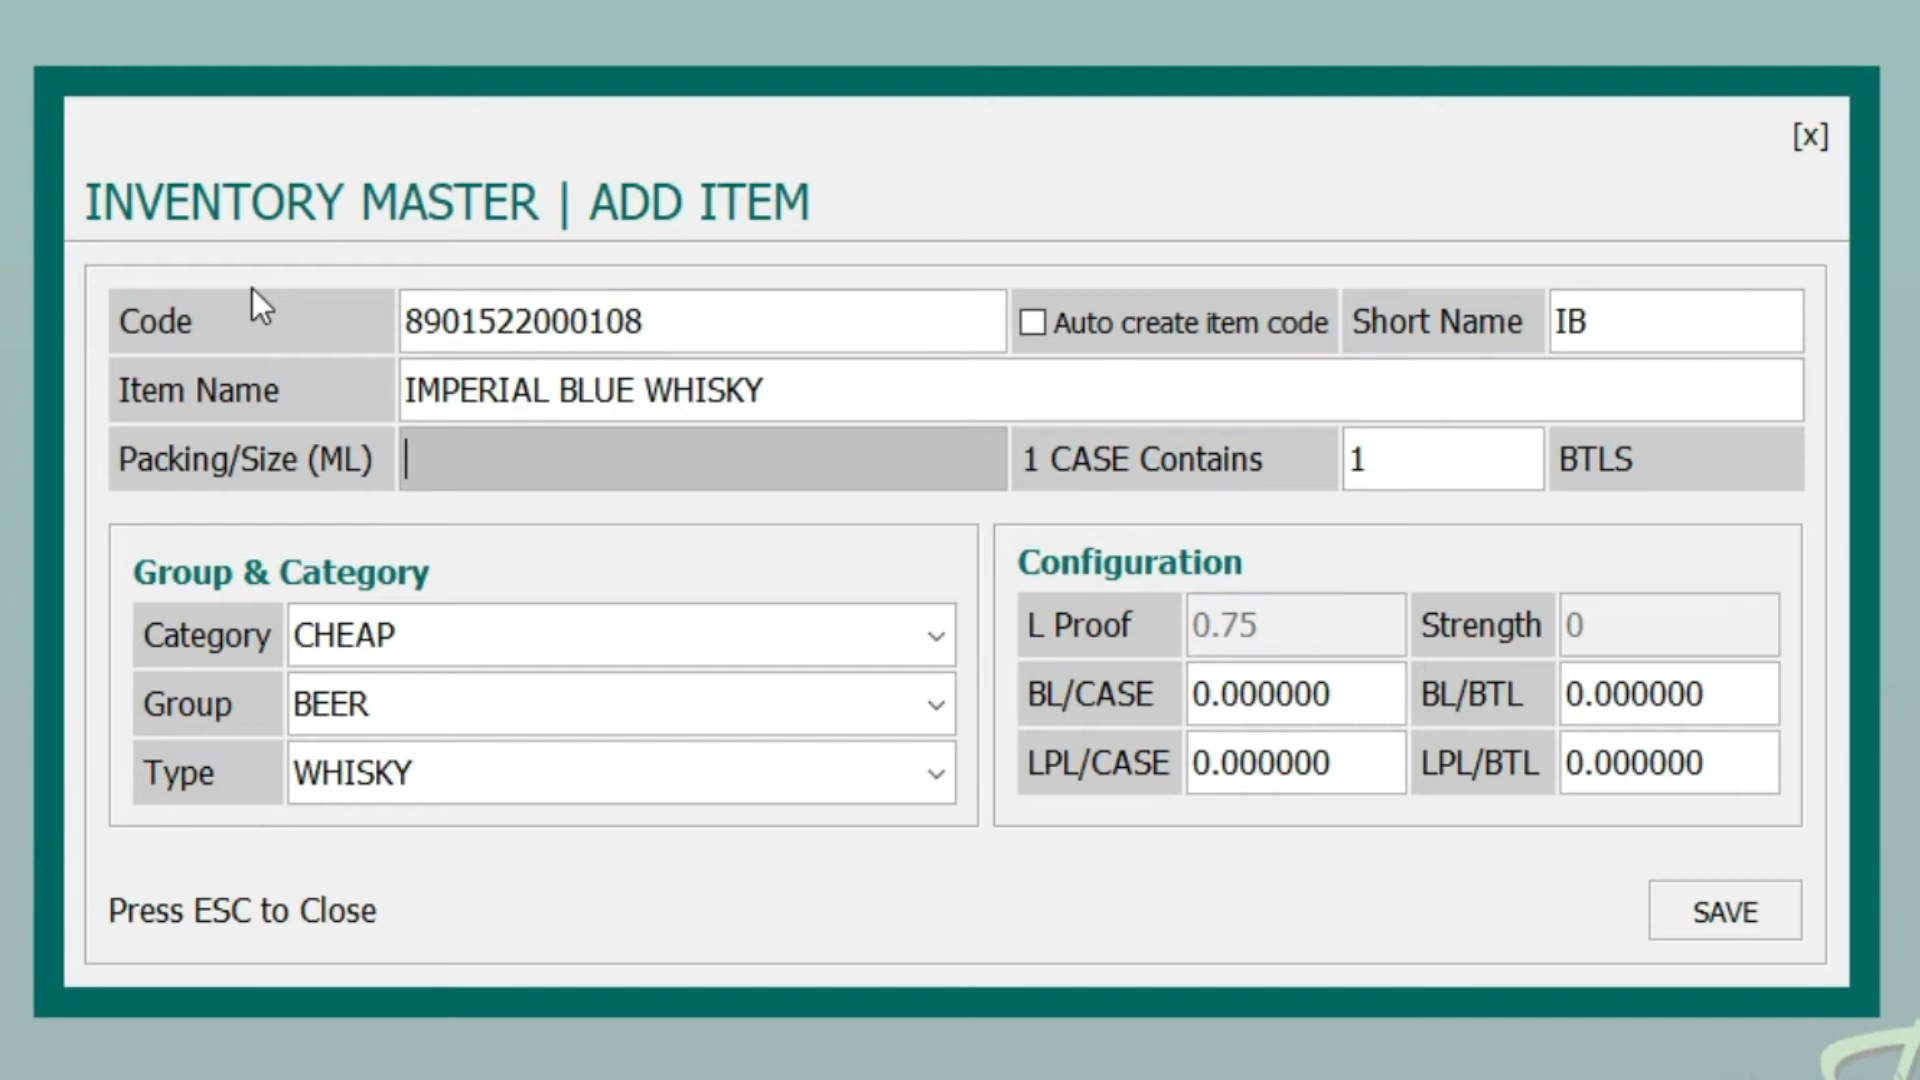 [x]
INVENTORY MASTER | ADD ITEM
Code 8901522000108 Auto create item code Short Name IB
Item Name IMPERIAL BLUE WHISKY
Packing/Size (ML) 1 CASE Contains 1 BTLS
Group & Category
Category CHEAP
Group BEER
Type WHISKY
Configuration
L Proof 0.75 Strength 0
BL/CASE 0.000000 BL/BTL 0.000000
LPL/CASE 0.000000 LPL/BTL 0.000000
Press ESC to Close
SAVE